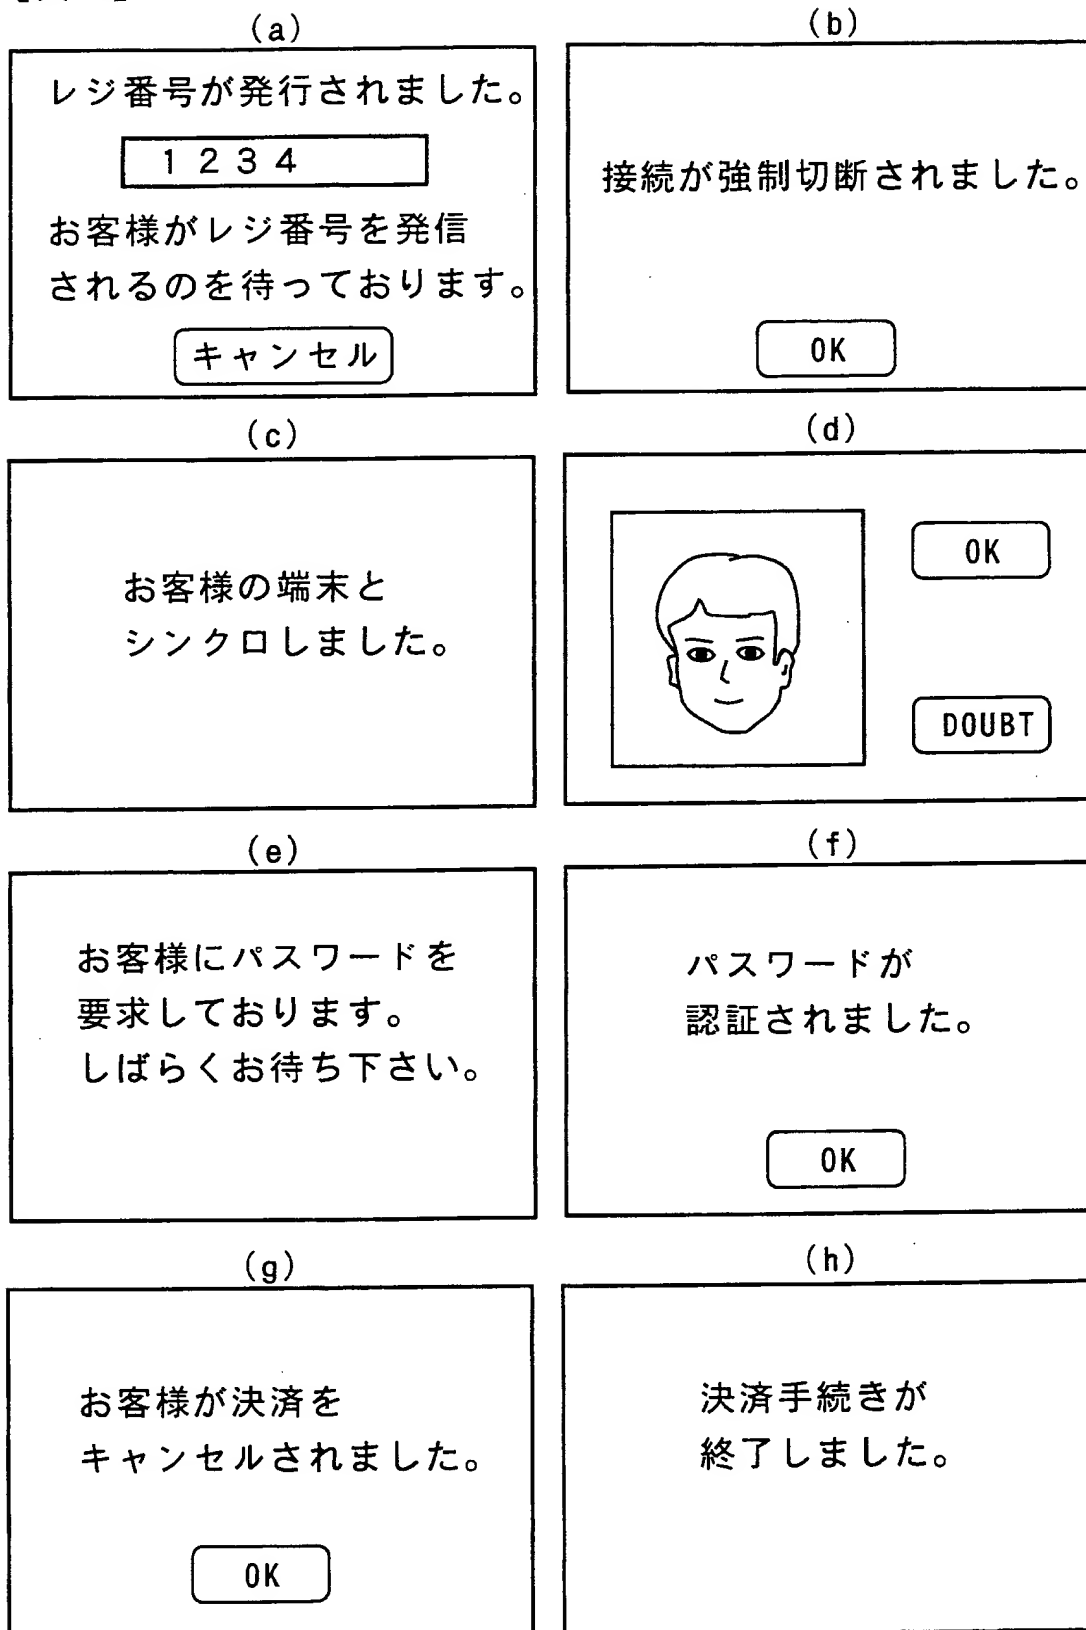 (a)
レジ番号が発行されました。
1234
お客様がレジ番号を発信
されるのを待っております。
キャンセル
(b)
接続が強制切断されました。
OK
(c)
お客様の端末と
シンクロしました。
(d)
OK
DOUBT
(e)
お客様にパスワードを
要求しております。
しばらくお待ち下さい。
(f)
パスワードが
認証されました。
OK
(g)
お客様が決済を
キャンセルされました。
OK
(h)
決済手続きが
終了しました。